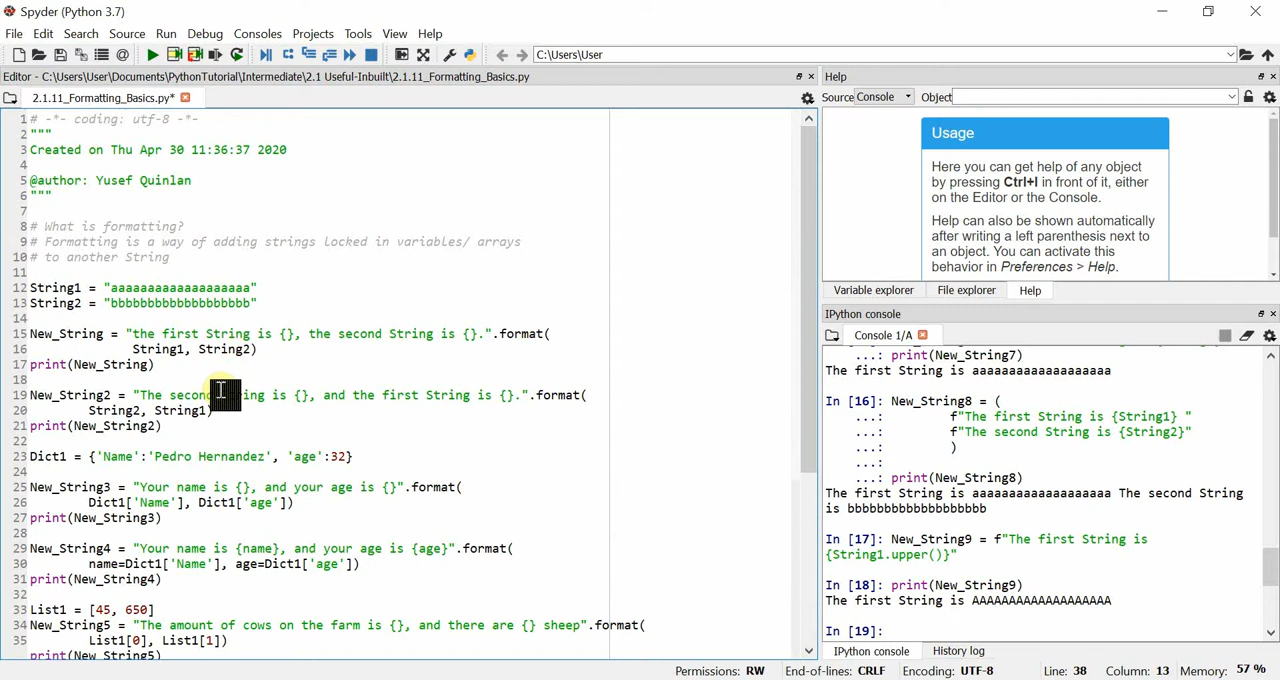 Spyder (Python 3.7)
File Edit Search Source Run Debug Consoles Projects Tools View Help
C:\Users\User
Editor - C:\Users\User\Documents\PythonTutorial\Intermediate\2.1 Useful-Inbuilt\2.1.11_Formatting_Basics.py
2.1.11_Formatting_Basics.py*
1 # -*- coding: utf-8 -*-
2 """
3 Created on Thu Apr 30 11:36:37 2020
4
5 @author: Yusef Quinlan
6 """
7
8 # What is formatting?
9 # Formatting is a way of adding strings locked in variables/ arrays
10 # to another String
11
12 String1 = "aaaaaaaaaaaaaaaaaaa"
13 String2 = "bbbbbbbbbbbbbbbbbbb"
14
15 New_String = "the first String is {}, the second String is {}.".format(
16 String1, String2)
17 print(New_String)
18
19 New_String2 = "The second String is {}, and the first String is {}.".format(
20 String2, String1)
21 print(New_String2)
22
23 Dict1 = {'Name':'Pedro Hernandez', 'age':32}
24
25 New_String3 = "Your name is {}, and your age is {}".format(
26 Dict1['Name'], Dict1['age'])
27 print(New_String3)
28
29 New_String4 = "Your name is {name}, and your age is {age}".format(
30 name=Dict1['Name'], age=Dict1['age'])
31 print(New_String4)
32
33 List1 = [45, 650]
34 New_String5 = "The amount of cows on the farm is {}, and there are {} sheep".format(
35 List1[0], List1[1])
print(New_String5)
Help
Source Console Object
Usage
Here you can get help of any object
by pressing Ctrl+I in front of it, either
on the Editor or the Console.
Help can also be shown automatically
after writing a left parenthesis next to
an object. You can activate this
behavior in Preferences > Help.
Variable explorer File explorer Help
IPython console
Console 1/A
...: print(New_String7)
The first String is aaaaaaaaaaaaaaaaaaa
In [16]: New_String8 = (
...: f"The first String is {String1} "
...: f"The second String is {String2}"
...: )
...:
...: print(New_String8)
The first String is aaaaaaaaaaaaaaaaaaa The second String
is bbbbbbbbbbbbbbbbbbb
In [17]: New_String9 = f"The first String is
{String1.upper()}"
In [18]: print(New_String9)
The first String is AAAAAAAAAAAAAAAAAAA
In [19]:
IPython console History log
Permissions: RW End-of-lines: CRLF Encoding: UTF-8 Line: 38 Column: 13 Memory: 57 %